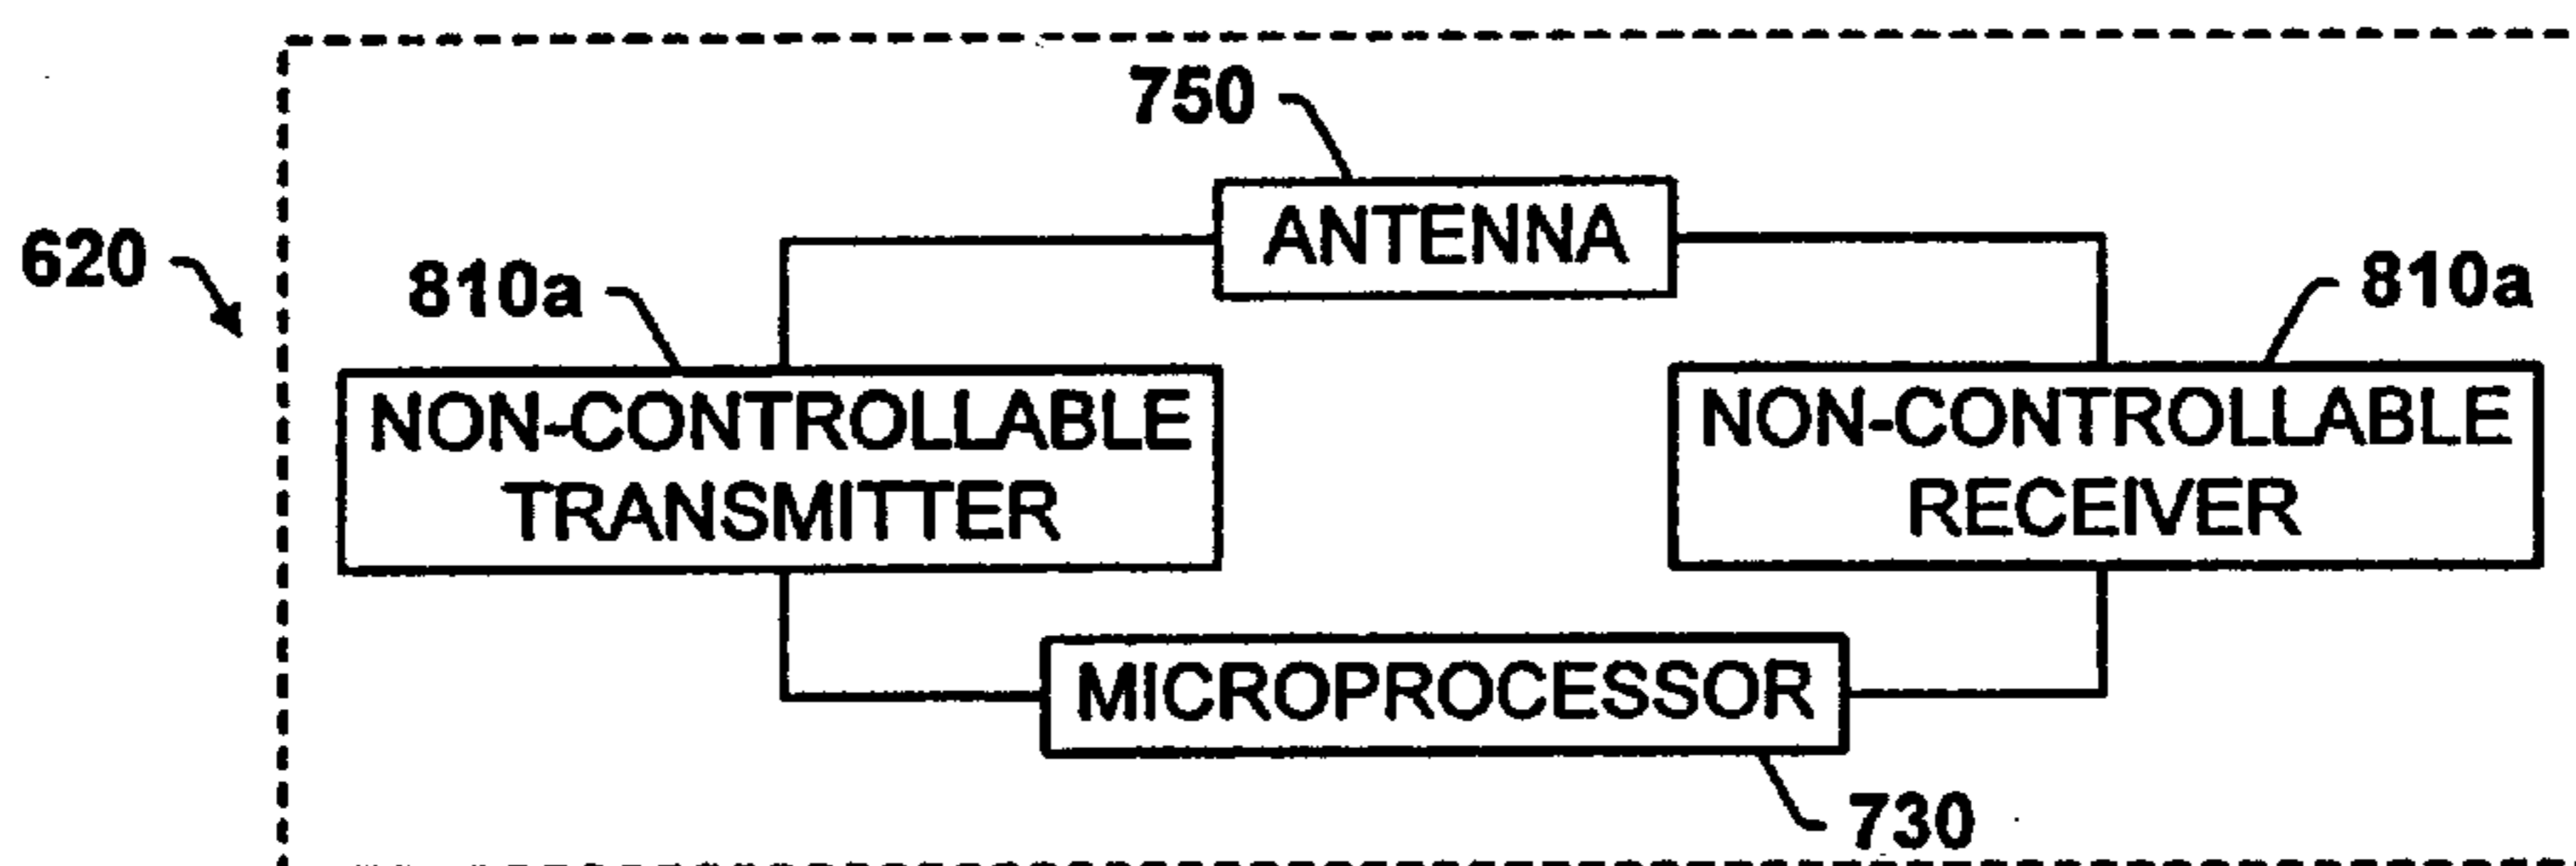 750
ANTENNA
620
810a
810a
NON-CONTROLLABLE
TRANSMITTER
NON-CONTROLLABLE
RECEIVER
MICROPROCESSOR
730